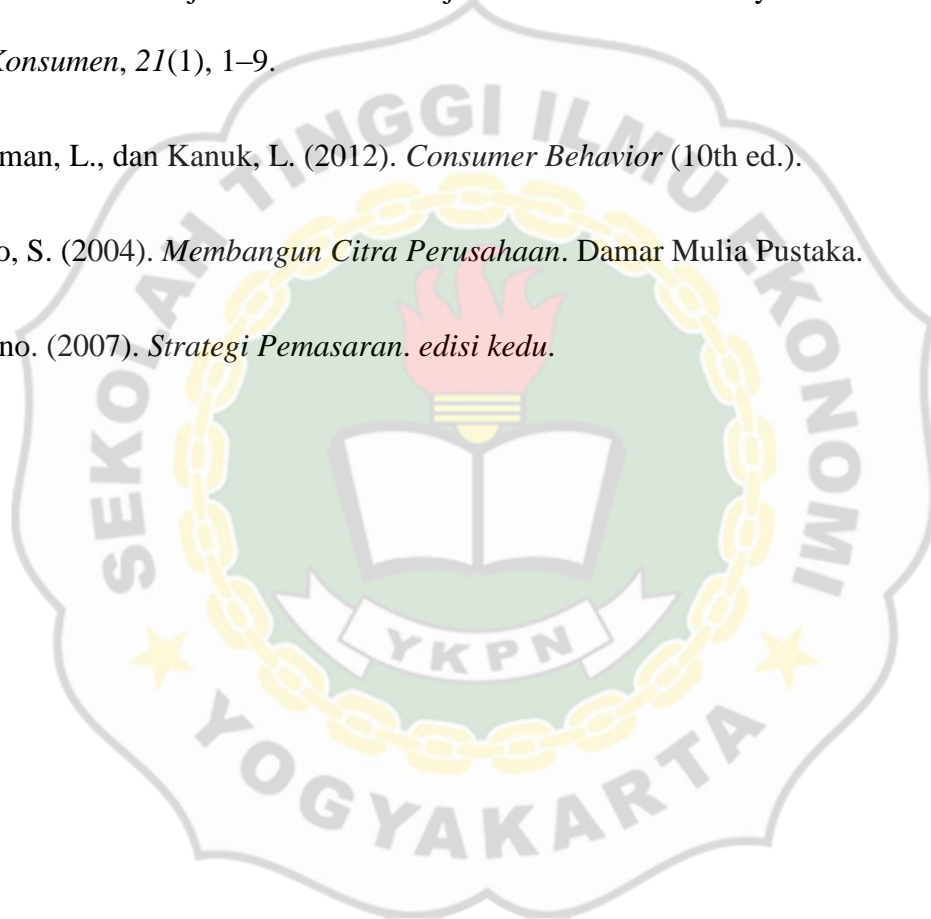 Konsumen, 21(1), 1–9.
man, L., dan Kanuk, L. (2012). Consumer Behavior (10th ed.).
o, S. (2004). Membangun Citra Perusahaan. Damar Mulia Pustaka.
no. (2007). Strategi Pemasaran. edisi kedu.
SEKOLAH TINGGI ILMU EKONOMI
YKPN
YOGYAKARTA